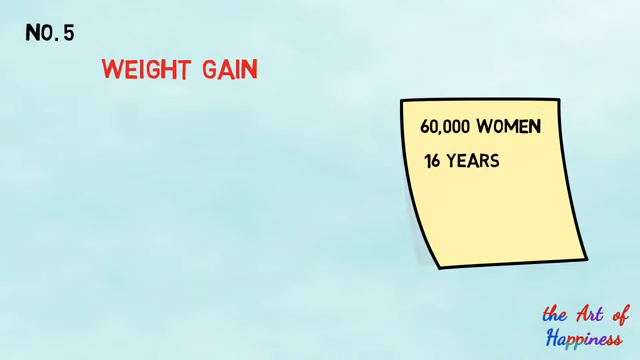 NO. 5
WEIGHT GAIN
60,000 WOMEN
16 YEARS
the Art of
Happiness